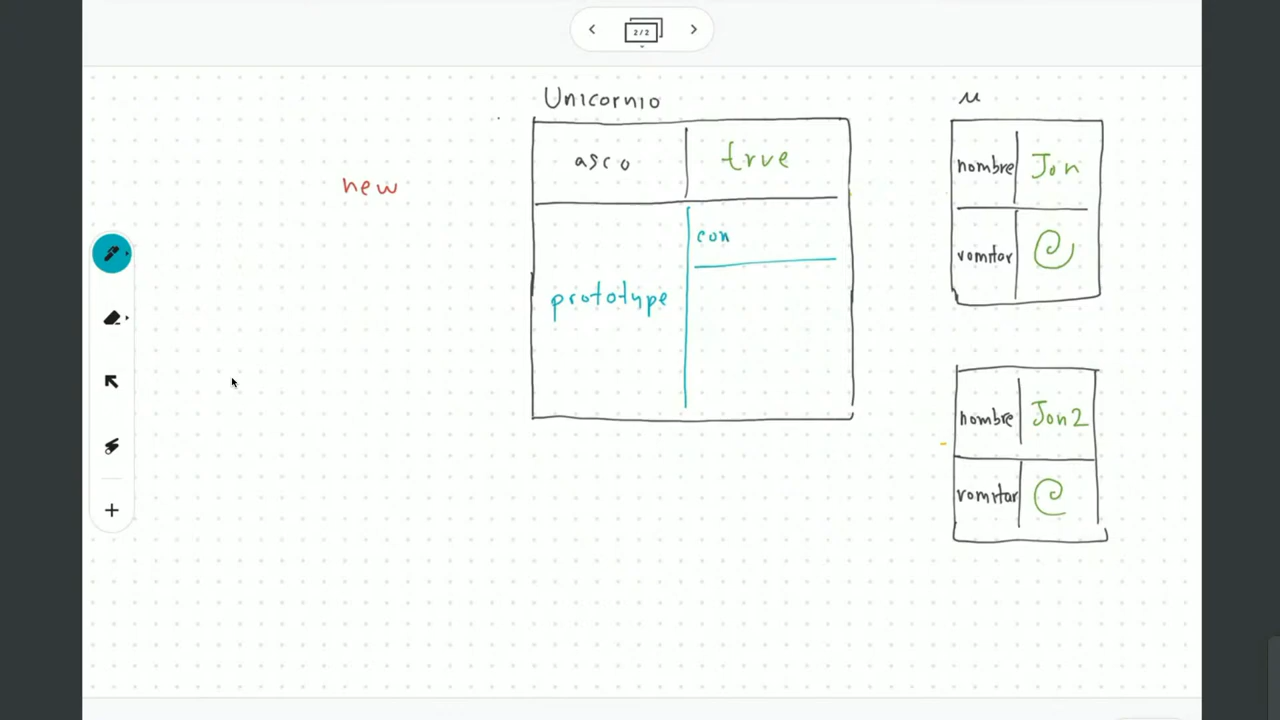 2/2
Unicornio
asco true
new
con
prototype
u
nombre Jon
vomitar
nombre Jon2
vomitar